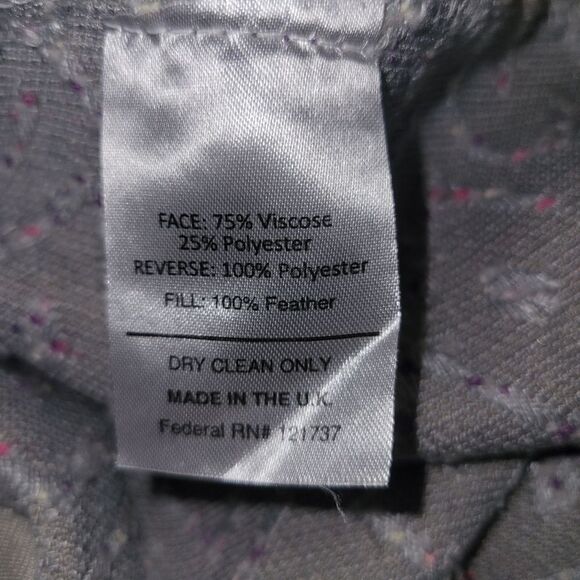 FACE: 75% Viscose
25% Polyester
REVERSE: 100% Polyester
FILL: 100% Feather
DRY CLEAN ONLY
MADE IN THE U.K.
Federal RN# 121737